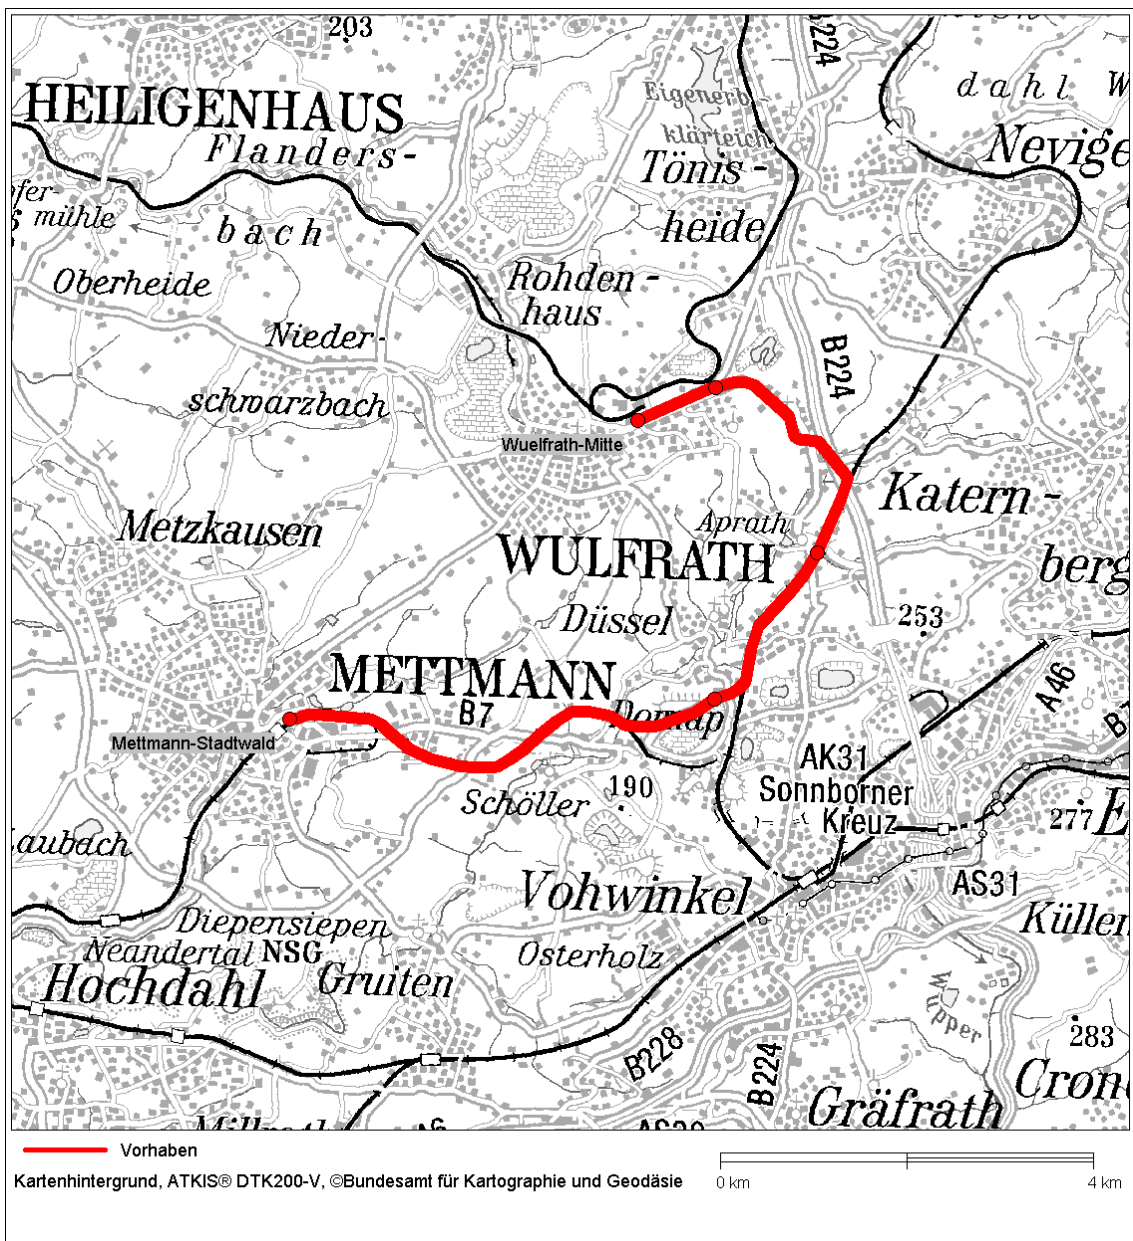 203
B224
HEILIGENHAUS
Flanders-
Eigenerb-
klärteich
dahl
W
Nevige
Tönis-
heide
ofer-
mühle
bach
Oberheide
Rohden-
haus
Nieder-
schwarzbach
B224
Wuelfrath-Mitte
Katern-
berg
Metzkausen
Aprath
WÜLFRATH
Düssel
253
METTMANN
B7
Dornap
A46
Mettmann-Stadtwald
AK31
Sonnborner
Kreuz
190
Schöller
277
E
Laubach
Vohwinkel
AS31
Diepensiepen
Neandertal NSG
Osterholz
Küllen
Hochdahl
Gruiten
Wupper
283
B228
B224
Cron
Gräfrath
Vorhaben
Kartenhintergrund, ATKIS® DTK200-V, ©Bundesamt für Kartographie und Geodäsie
0 km
4 km